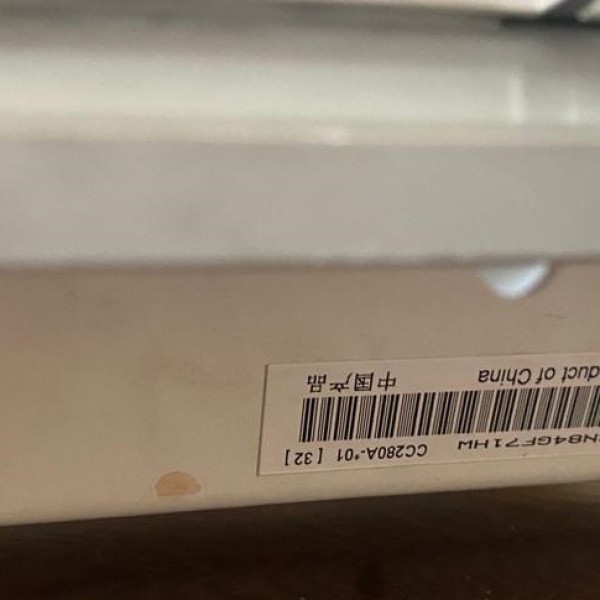 N84GF71HW CC280A-*01 [32]
duct of China 中国产品